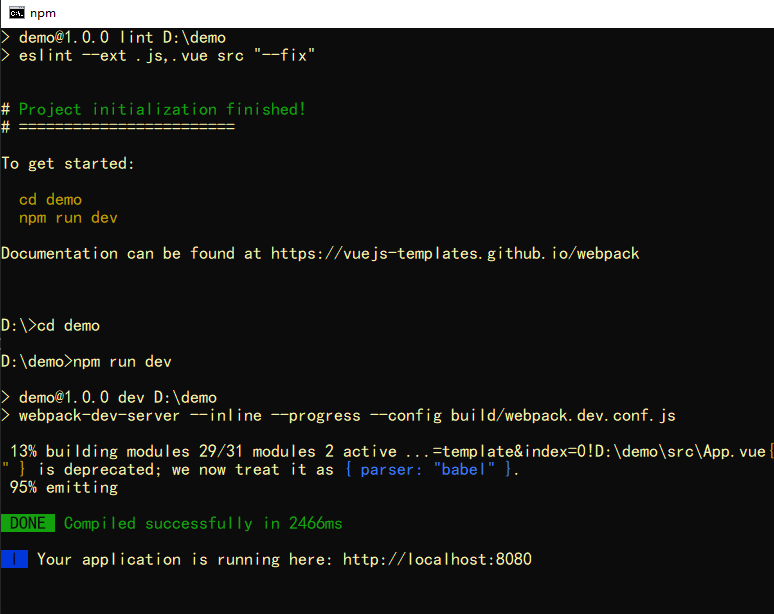 npm
> demo@1.0.0 lint D:\demo
> eslint --ext .js,.vue src "--fix"
# Project initialization finished!
# ========================
To get started:
cd demo
npm run dev
Documentation can be found at https://vuejs-templates.github.io/webpack
D:\>cd demo
D:\demo>npm run dev
> demo@1.0.0 dev D:\demo
> webpack-dev-server --inline --progress --config build/webpack.dev.conf.js
13% building modules 29/31 modules 2 active ...=template&index=0!D:\demo\src\App.vue{
" } is deprecated; we now treat it as { parser: "babel" }.
95% emitting
DONE Compiled successfully in 2466ms
I Your application is running here: http://localhost:8080